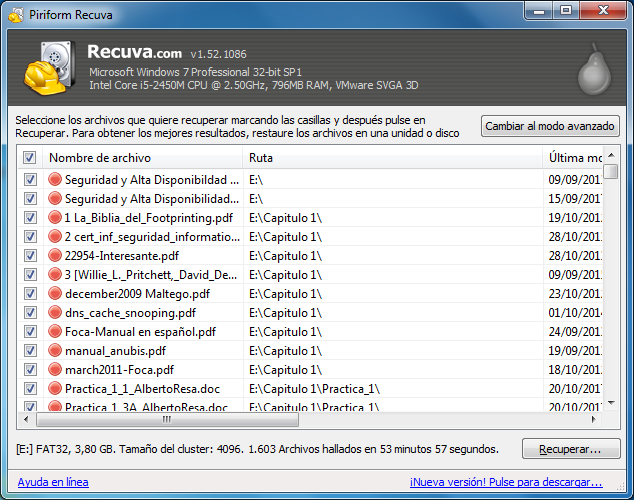 Piriform Recuva
Recuva.com v1.52.1086
Microsoft Windows 7 Professional 32-bit SP1
Intel Core i5-2450M CPU @ 2.50GHz, 796MB RAM, VMware SVGA 3D
Seleccione los archivos que quiere recuperar marcando las casillas y después pulse en
Recuperar. Para obtener los mejores resultados, restaure los archivos en una unidad o disco
Cambiar al modo avanzado
Nombre de archivo Ruta Última mo
Seguridad y Alta Disponibildad ... E:\ 09/09/201
Seguridad y Alta Disponibilidad... E:\ 15/09/2017
1 La_Biblia_del_Footprinting.pdf E:\Capitulo 1\ 19/10/201
2 cert_inf_seguridad_informatio... E:\Capitulo 1\ 28/10/201
22954-Interesante.pdf E:\Capitulo 1\ 28/10/201
3 [Willie_L._Pritchett,_David_De... E:\Capitulo 1\ 09/09/201
december2009 Maltego.pdf E:\Capitulo 1\ 23/10/201
dns_cache_snooping.pdf E:\Capitulo 1\ 01/10/201
Foca-Manual en español.pdf E:\Capitulo 1\ 24/09/201
manual_anubis.pdf E:\Capitulo 1\ 19/09/201
march2011-Foca.pdf E:\Capitulo 1\ 18/10/201
Practica_1_1_AlbertoResa.doc E:\Capitulo 1\Practica_1\ 20/10/2017
Practica_1_3A_AlbertoResa.doc E:\Capitulo 1\Practica_1\ 20/10/2017
[E:] FAT32, 3,80 GB. Tamaño del cluster: 4096. 1.603 Archivos hallados en 53 minutos 57 segundos.
Recuperar...
Ayuda en línea
¡Nueva versión! Pulse para descargar...